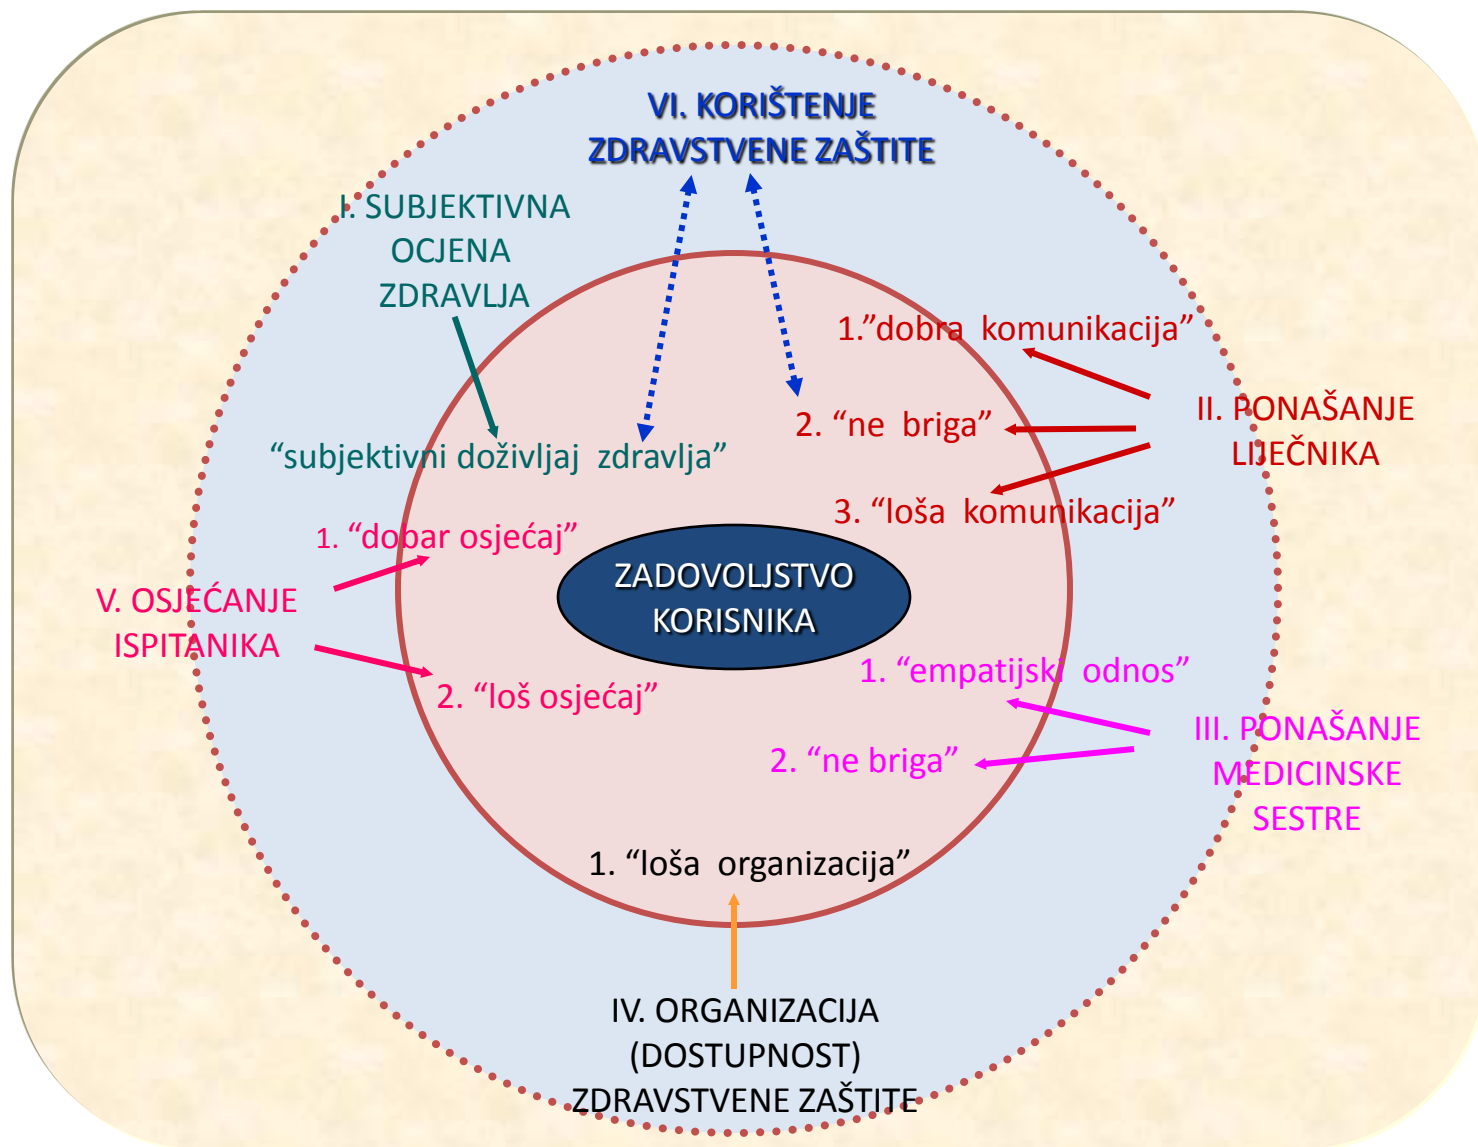 VI. KORIŠTENJE
ZDRAVSTVENE ZAŠTITE
I. SUBJEKTIVNA
OCJENA
ZDRAVLJA
“subjektivni doživljaj zdravlja”
1.”dobra komunikacija”
2. “ne briga”
3. “loša komunikacija”
II. PONAŠANJE
LIJEČNIKA
1. “dobar osjećaj”
2. “loš osjećaj”
V. OSJEĆANJE
ISPITANIKA
ZADOVOLJSTVO
KORISNIKA
1. “empatijski odnos”
2. “ne briga”
III. PONAŠANJE
MEDICINSKE
SESTRE
1. “loša organizacija”
IV. ORGANIZACIJA
(DOSTUPNOST)
ZDRAVSTVENE ZAŠTITE